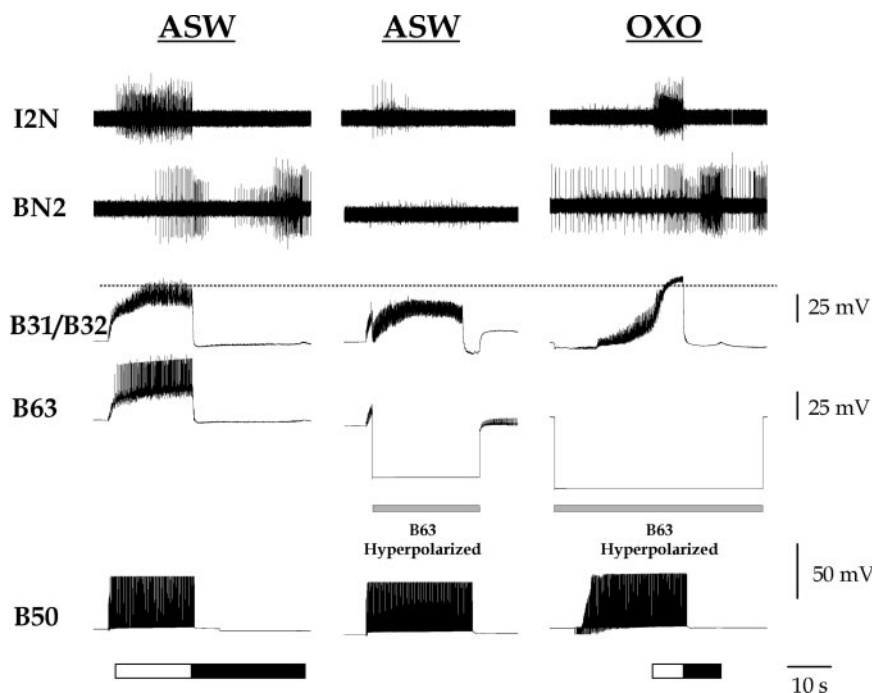 ASW ASW OXO
I2N
BN2
B31/B32
25 mV
B63
25 mV
B63 B63
Hyperpolarized Hyperpolarized
50 mV
B50
10 s